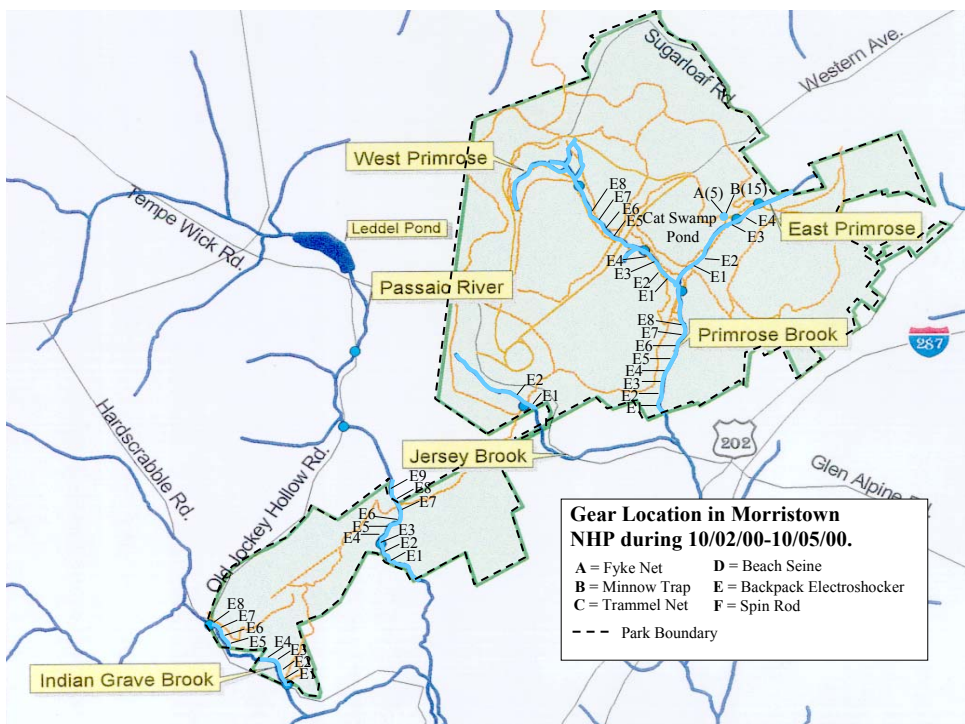 Sugarloaf Rd.
Western Ave.
West Primrose
E8
E7
E6
E5
A(5)
B(15)
Cat Swamp
Pond
E4
E3
East Primrose
E2
E1
E4
E3
E2
E1
Tempe Wick Rd.
Leddel Pond
Passaic River
E8
E7
E6
E5
E4
E3
E2
E1
Primrose Brook
287
E2
E1
202
Jersey Brook
Hardscrabble Rd.
Old Jockey Hollow Rd.
Glen Alpine
E9
E8
E7
E6
E5
E4
E3
E2
E1
E8
E7
E6
E5
E4
E3
E2
E1
Indian Grave Brook
Gear Location in Morristown
NHP during 10/02/00-10/05/00.
A = Fyke Net
D = Beach Seine
B = Minnow Trap
E = Backpack Electroshocker
C = Trammel Net
F = Spin Rod
Park Boundary